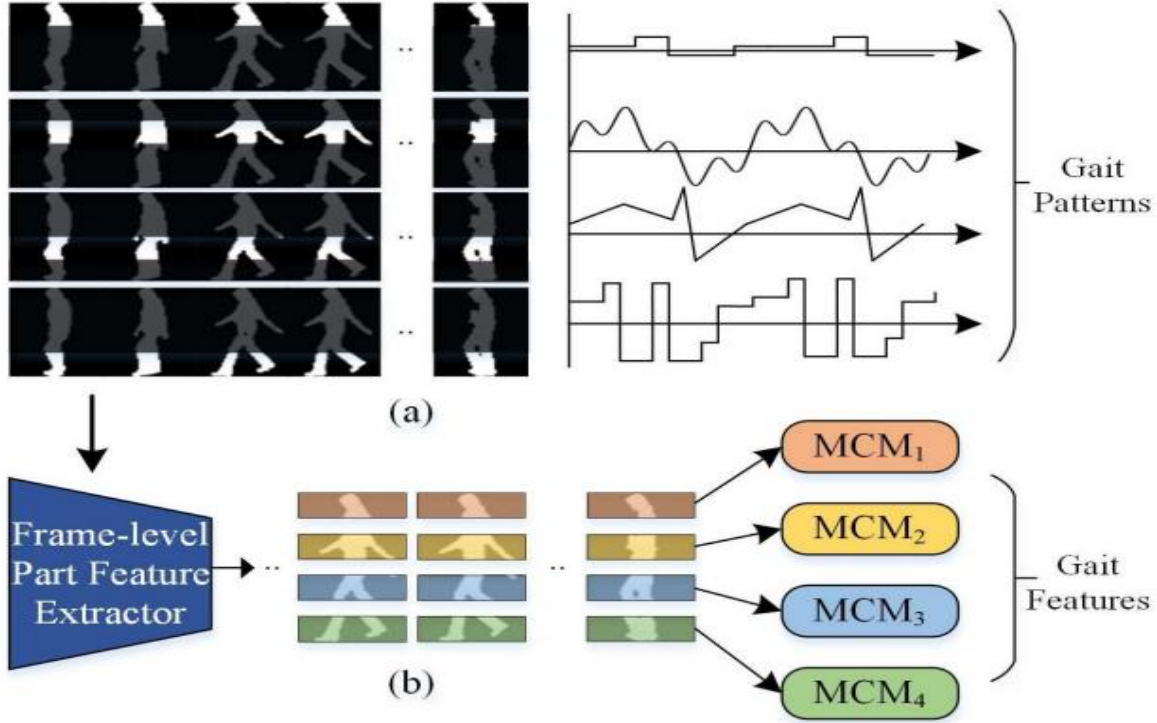 Gait
Patterns
(a)
Frame-level
Part Feature
Extractor
MCM₁
MCM₂
MCM₃
MCM₄
Gait
Features
(b)